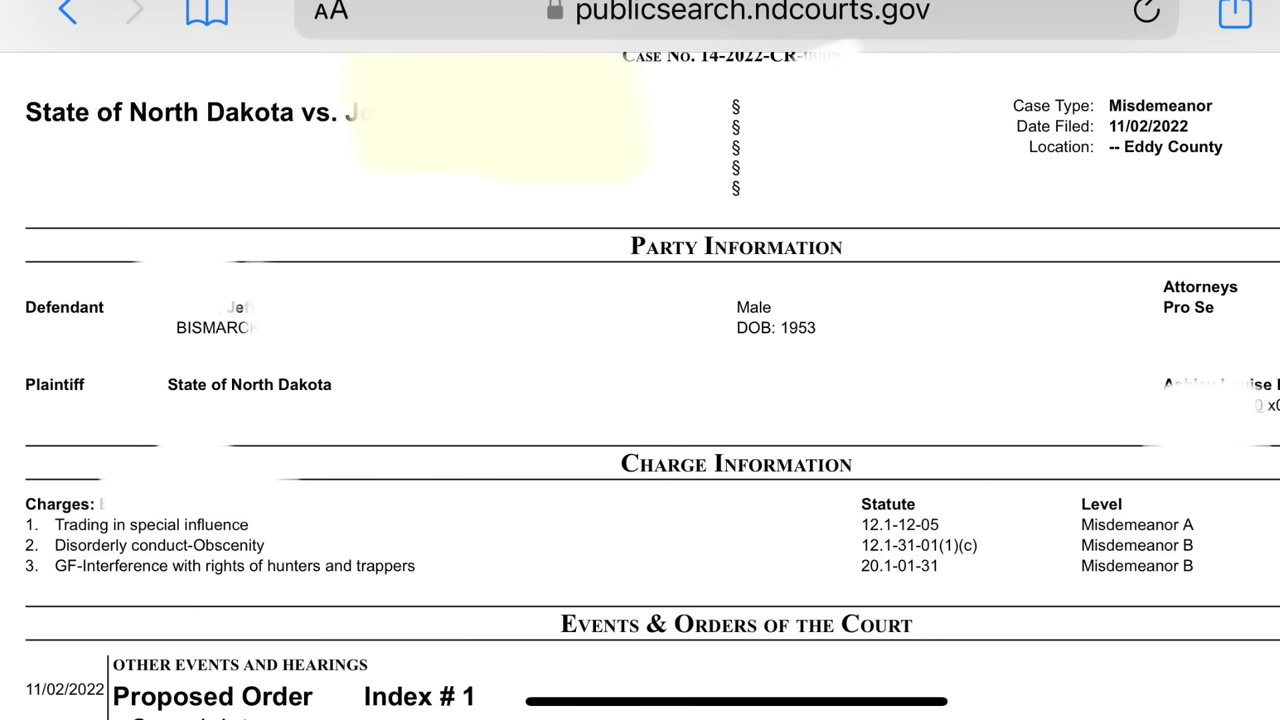 AA publicsearch.ndcourts.gov
CASE NO. 14-2022-CR-
State of North Dakota vs.
§
§
§
§
§
Case Type: Misdemeanor
Date Filed: 11/02/2022
Location: -- Eddy County
PARTY INFORMATION
Attorneys
Defendant Jef Male Pro Se
BISMARCK DOB: 1953
Plaintiff State of North Dakota
CHARGE INFORMATION
Charges: Statute Level
1. Trading in special influence 12.1-12-05 Misdemeanor A
2. Disorderly conduct-Obscenity 12.1-31-01(1)(c) Misdemeanor B
3. GF-Interference with rights of hunters and trappers 20.1-01-31 Misdemeanor B
EVENTS & ORDERS OF THE COURT
OTHER EVENTS AND HEARINGS
11/02/2022 Proposed Order Index # 1